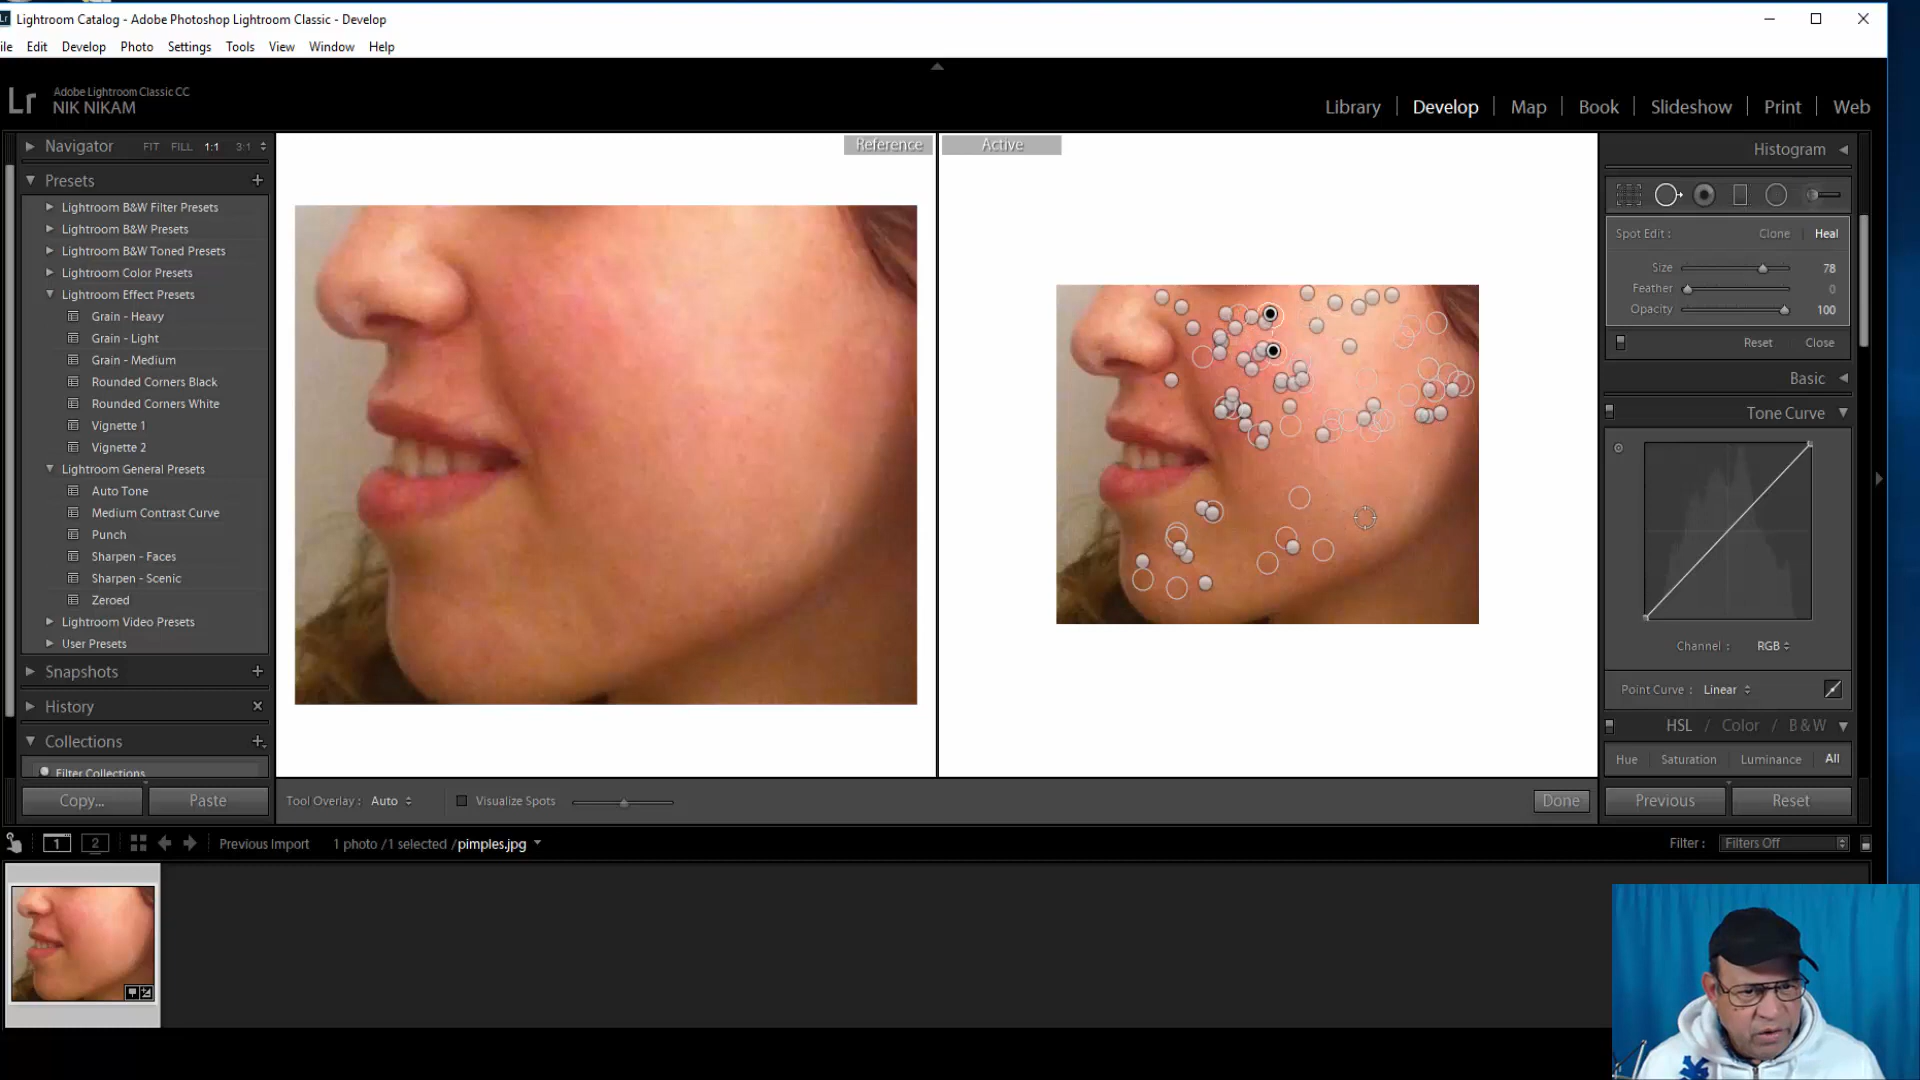 Lightroom Catalog - Adobe Photoshop Lightroom Classic - Develop
ile Edit Develop Photo Settings Tools View Window Help
Lr Adobe Lightroom Classic CC
NIK NIKAM
Library Develop Map Book Slideshow Print Web
Navigator FIT FILL 1:1 3:1
Presets
Lightroom B&W Filter Presets
Lightroom B&W Presets
Lightroom B&W Toned Presets
Lightroom Color Presets
Lightroom Effect Presets
Grain - Heavy
Grain - Light
Grain - Medium
Rounded Corners Black
Rounded Corners White
Vignette 1
Vignette 2
Lightroom General Presets
Auto Tone
Medium Contrast Curve
Punch
Sharpen - Faces
Sharpen - Scenic
Zeroed
Lightroom Video Presets
User Presets
Snapshots
History
Collections
Filter Collections
Copy... Paste
Reference Active
Histogram
Spot Edit : Clone Heal
Size 78
Feather 0
Opacity 100
Reset Close
Basic
Tone Curve
Channel : RGB
Point Curve : Linear
HSL / Color / B&W
Hue Saturation Luminance All
Previous Reset
Tool Overlay : Auto Visualize Spots Done
1 2 Previous Import 1 photo /1 selected /pimples.jpg Filter : Filters Off